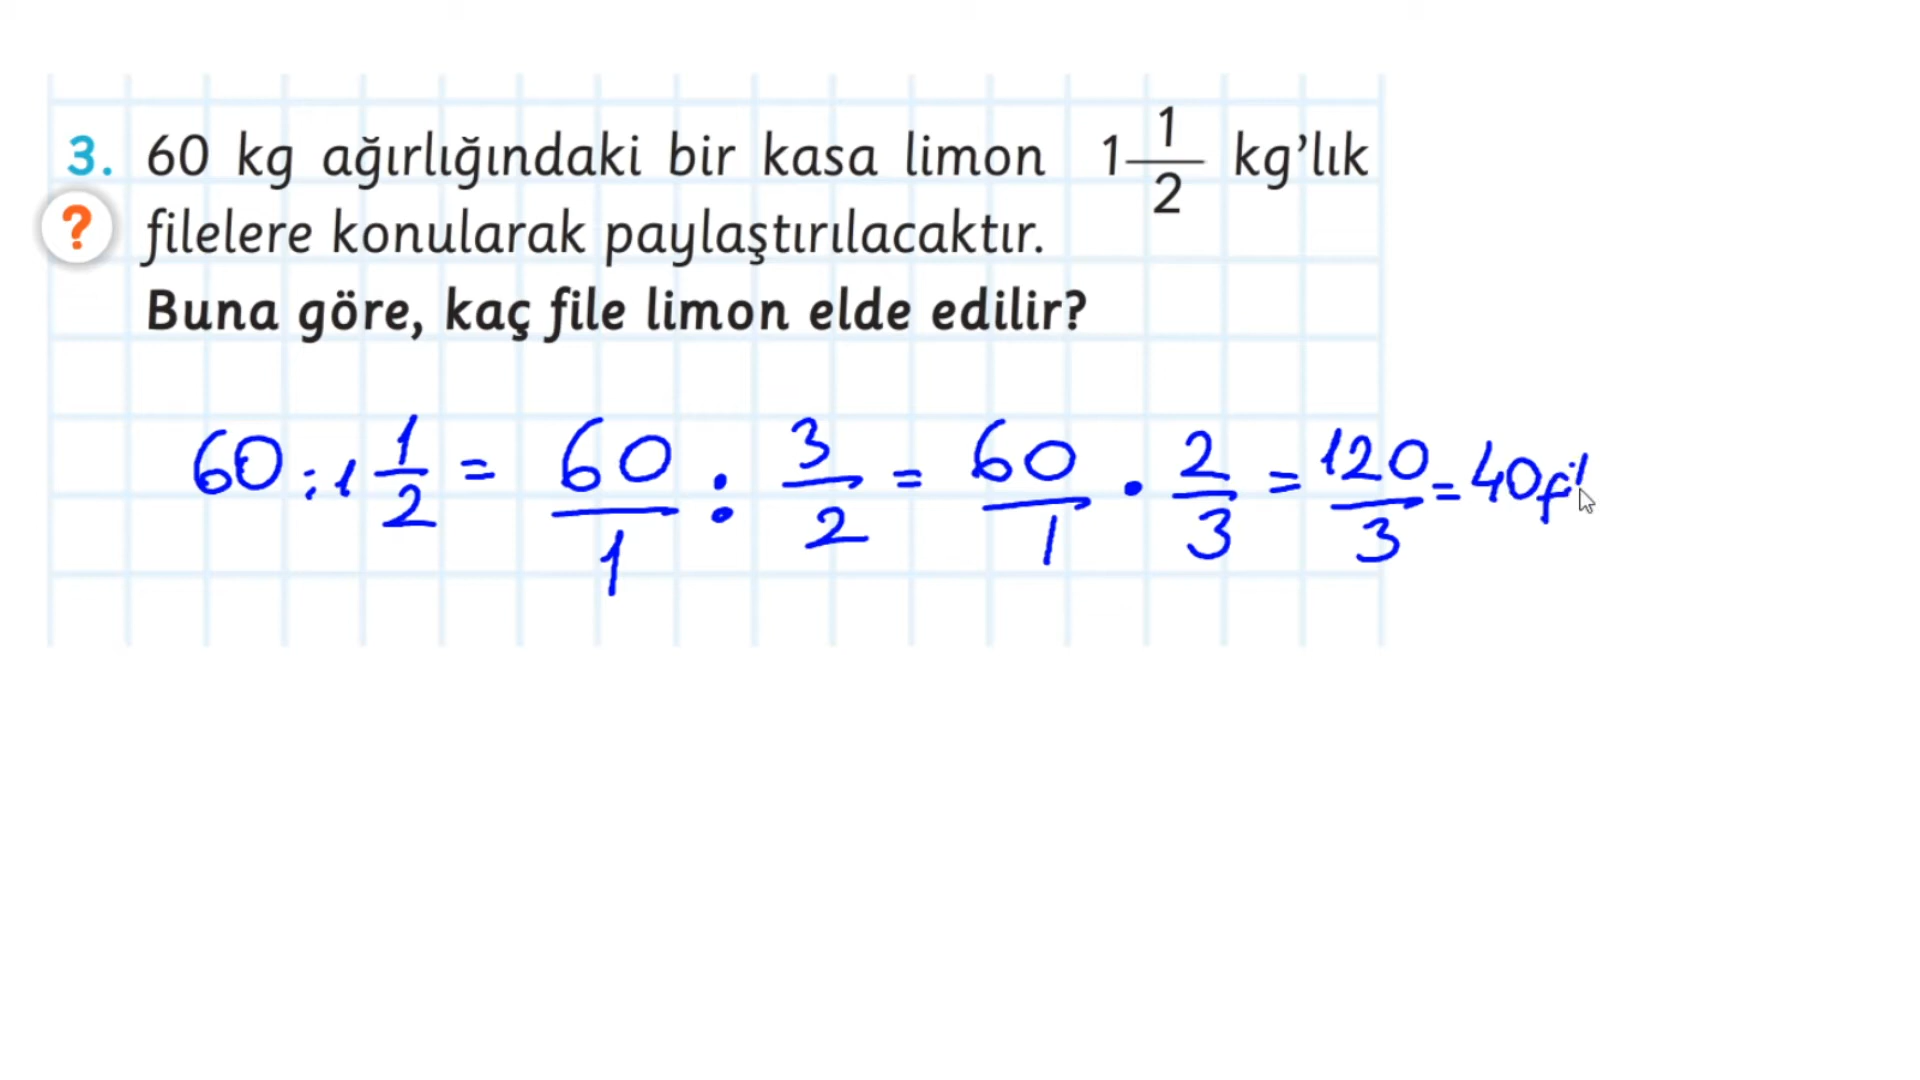 3. 60 kg ağırlığındaki bir kasa limon 1 1/2 kg’lık
? filelere konularak paylaştırılacaktır.
Buna göre, kaç file limon elde edilir?
60 : 1 1/2 = 60/1 : 3/2 = 60/1 · 2/3 = 120/3 = 40 fil